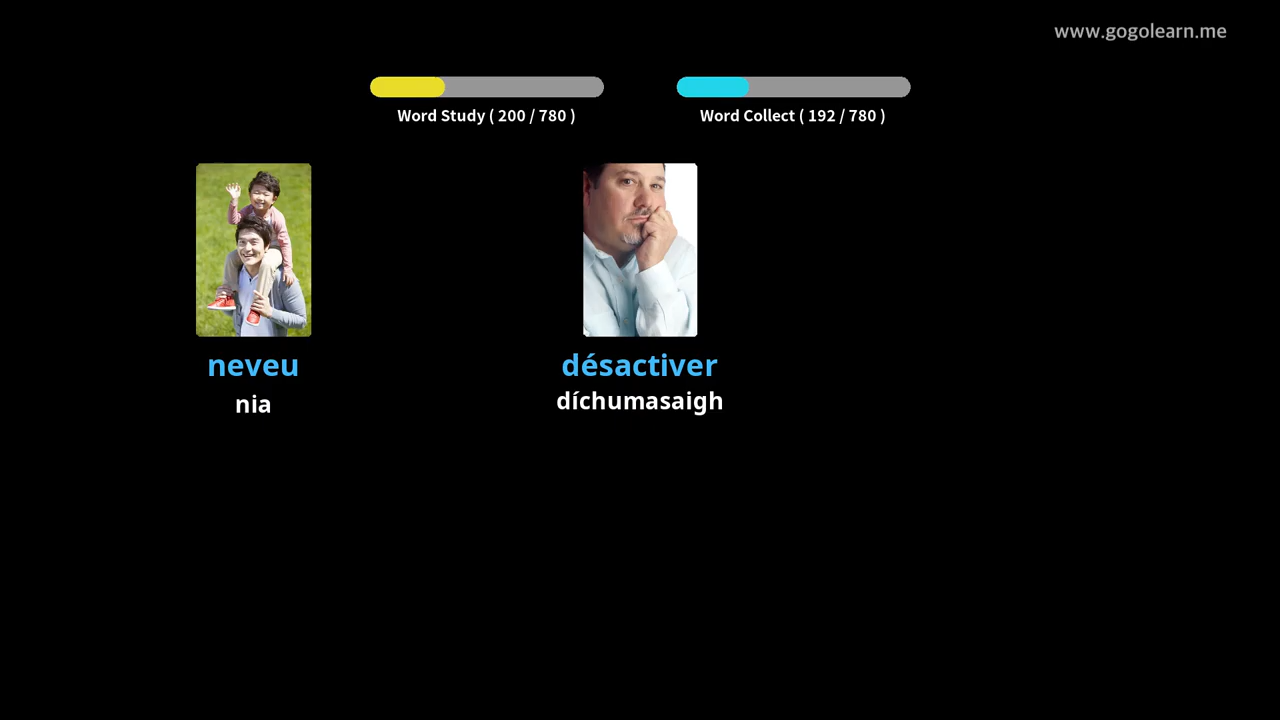 www.gogolearn.me
Word Study ( 200 / 780 )
Word Collect ( 192 / 780 )
neveu
désactiver
nia
díchumasaigh